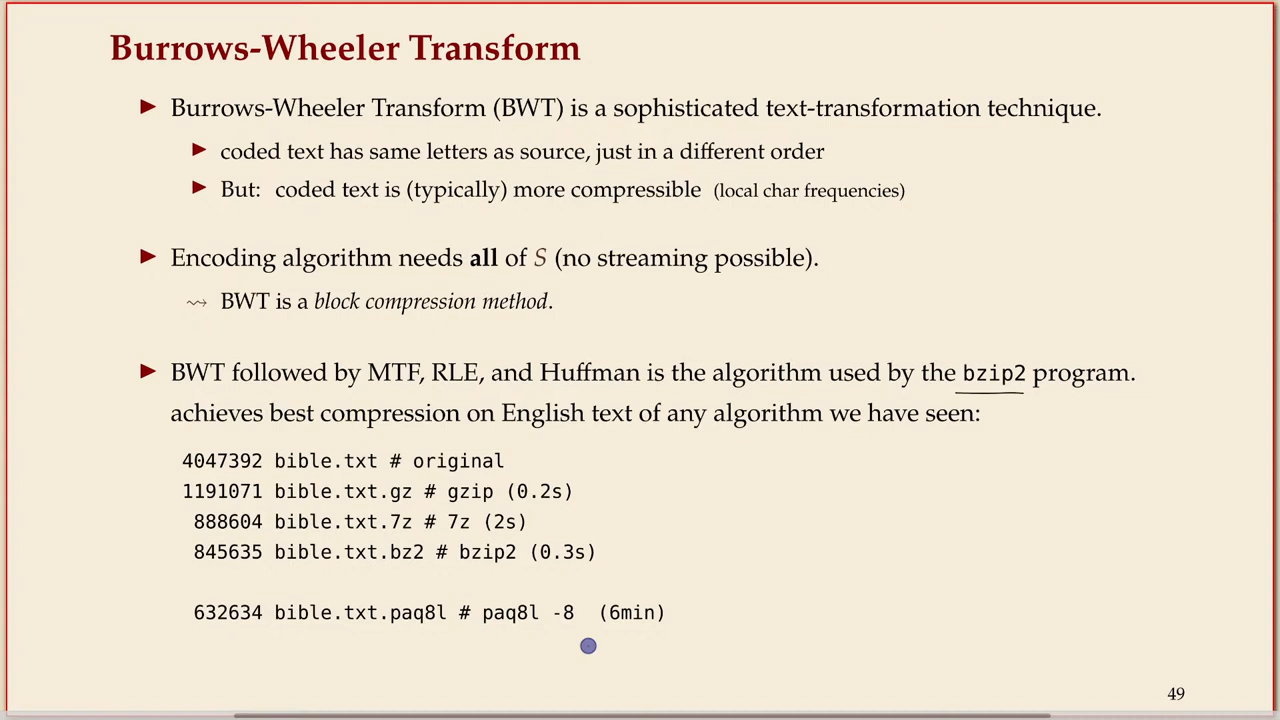 Burrows-Wheeler Transform
▶ Burrows-Wheeler Transform (BWT) is a sophisticated text-transformation technique.
▶ coded text has same letters as source, just in a different order
▶ But: coded text is (typically) more compressible (local char frequencies)
▶ Encoding algorithm needs all of S (no streaming possible).
⇝ BWT is a block compression method.
▶ BWT followed by MTF, RLE, and Huffman is the algorithm used by the bzip2 program.
achieves best compression on English text of any algorithm we have seen:
4047392 bible.txt # original
1191071 bible.txt.gz # gzip (0.2s)
888604 bible.txt.7z # 7z (2s)
845635 bible.txt.bz2 # bzip2 (0.3s)
632634 bible.txt.paq8l # paq8l -8 (6min)
49